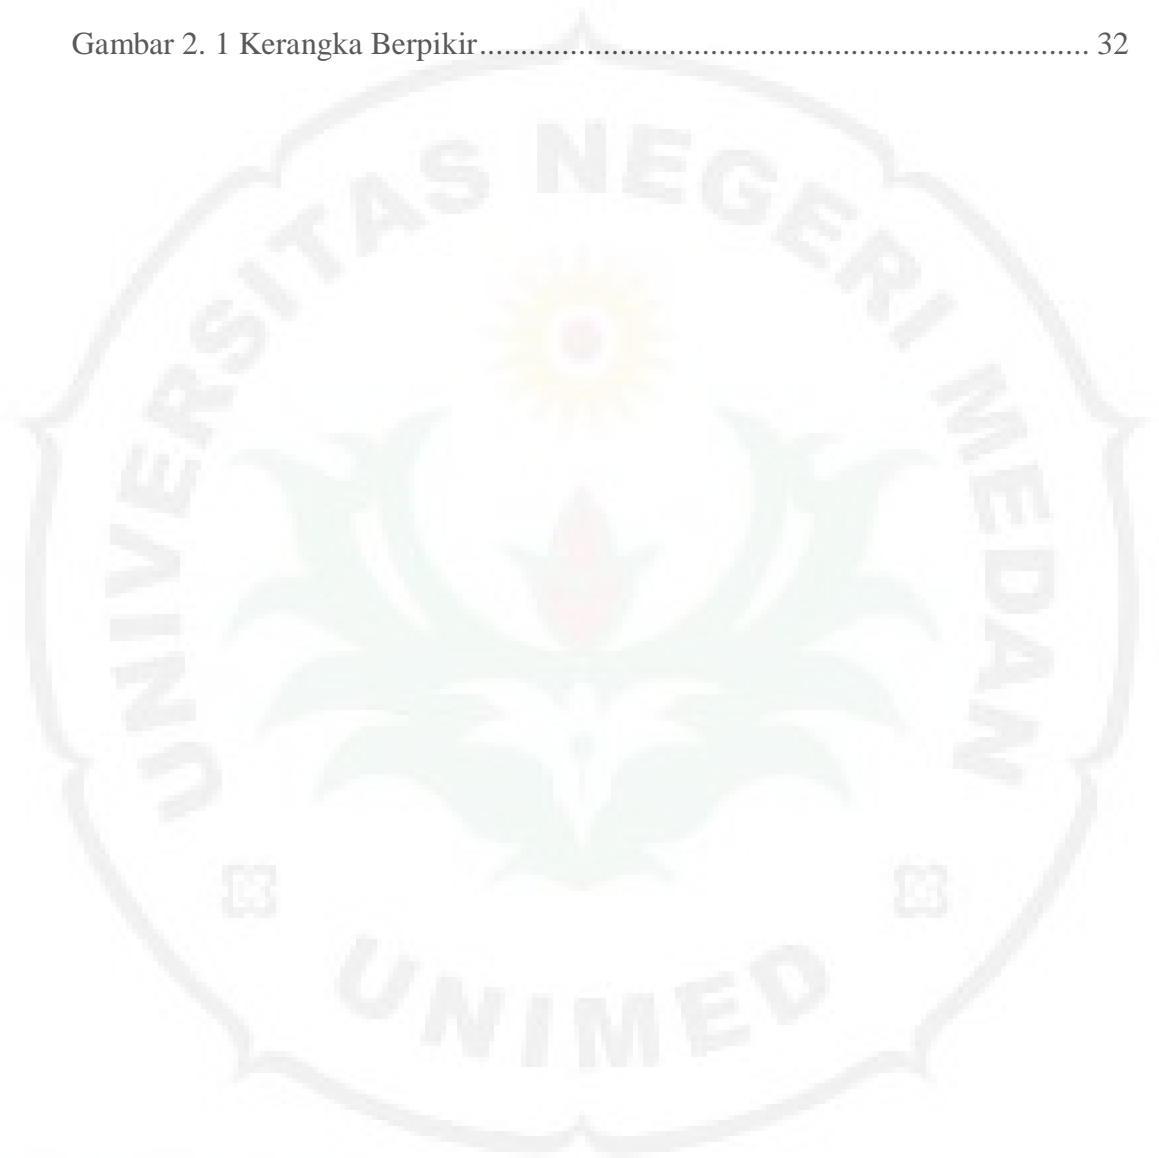 Gambar 2. 1 Kerangka Berpikir.................................................................... 32
UNIVERSITAS NEGERI MEDAN
UNIMED